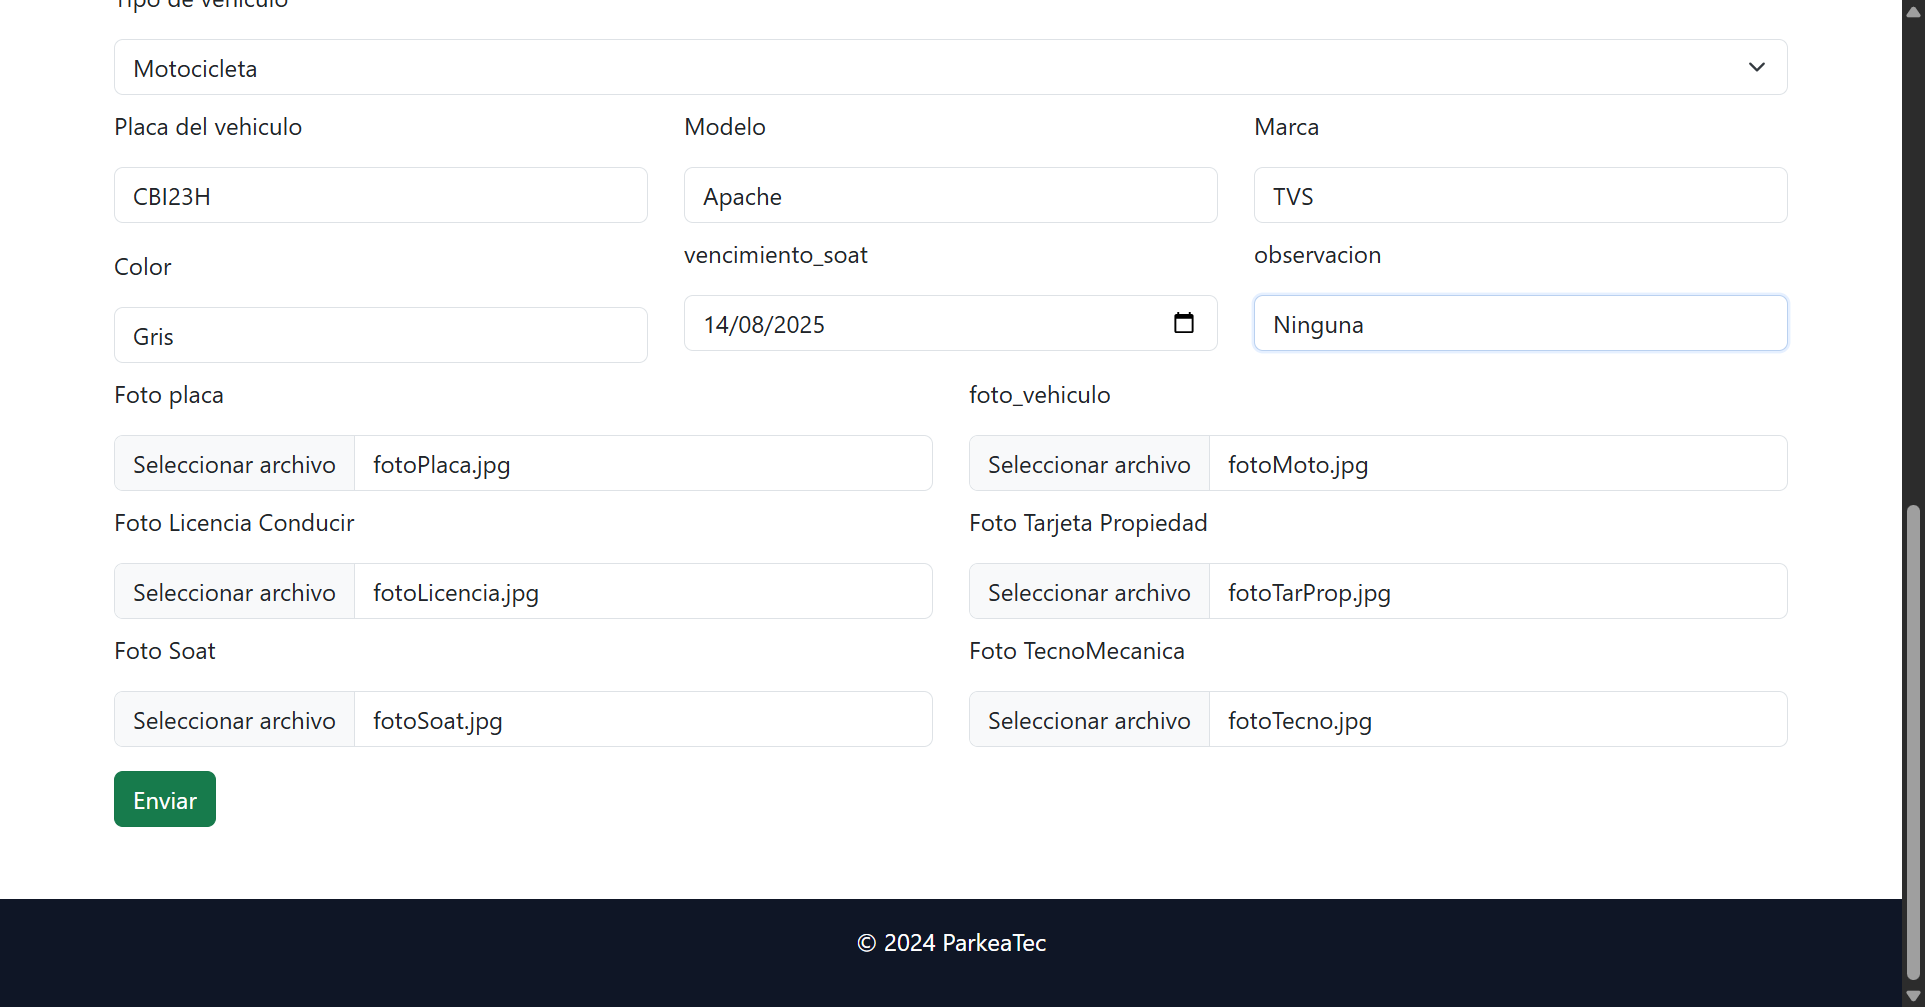 Tipo de vehiculo
Motocicleta
Placa del vehiculo
Modelo
Marca
CBI23H
Apache
TVS
Color
vencimiento_soat
observacion
Gris
14/08/2025
Ninguna
Foto placa
foto_vehiculo
Seleccionar archivo fotoPlaca.jpg
Seleccionar archivo fotoMoto.jpg
Foto Licencia Conducir
Foto Tarjeta Propiedad
Seleccionar archivo fotoLicencia.jpg
Seleccionar archivo fotoTarProp.jpg
Foto Soat
Foto TecnoMecanica
Seleccionar archivo fotoSoat.jpg
Seleccionar archivo fotoTecno.jpg
Enviar
© 2024 ParkeaTec